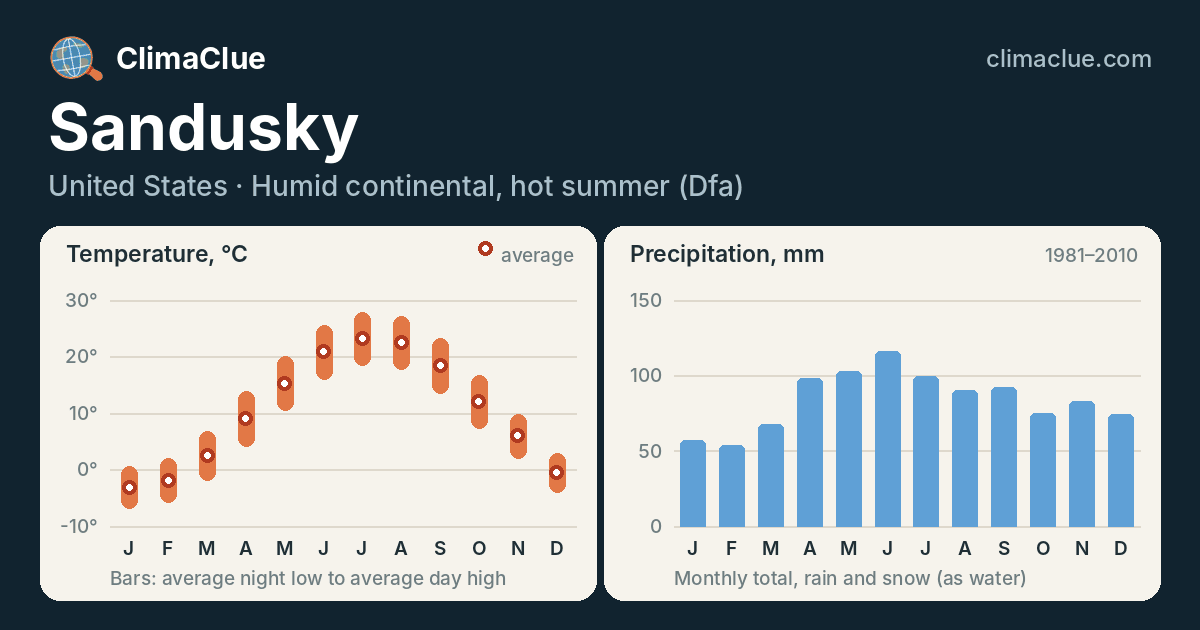 ClimaClue
climaclue.com
Sandusky
United States · Humid continental, hot summer (Dfa)
Temperature, °C
average
30°
20°
10°
0°
-10°
J F M A M J J A S O N D
Bars: average night low to average day high
Precipitation, mm
1981–2010
150
100
50
0
J F M A M J J A S O N D
Monthly total, rain and snow (as water)